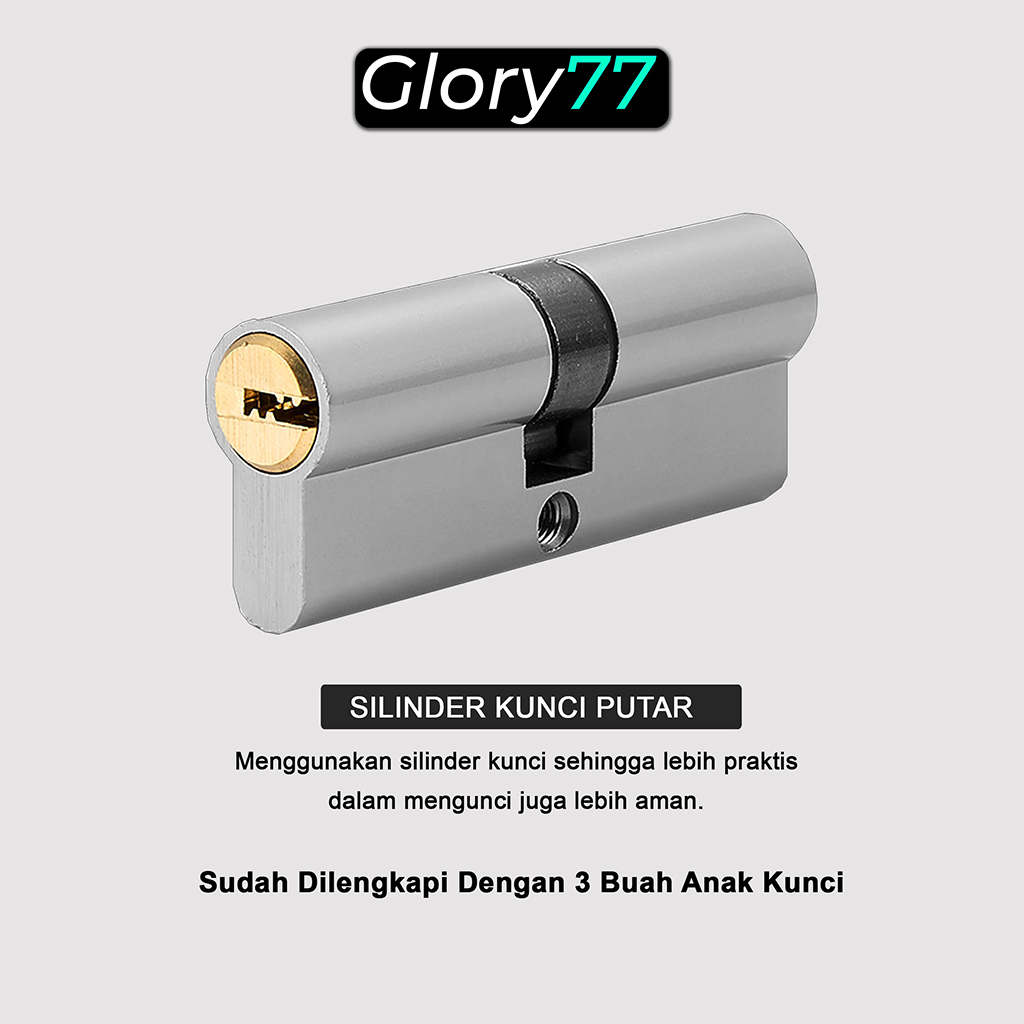 Glory77
SILINDER KUNCI PUTAR
Menggunakan silinder kunci sehingga lebih praktis
dalam mengunci juga lebih aman.
Sudah Dilengkapi Dengan 3 Buah Anak Kunci